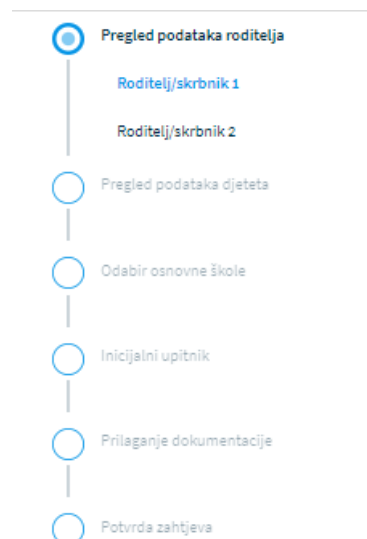 Pregled podataka roditelja
Roditelj/skrbnik 1
Roditelj/skrbnik 2
Pregled podataka djeteta
Odabir osnovne škole
Inicijalni upitnik
Prilaganje dokumentacije
Potvrda zahtjeva